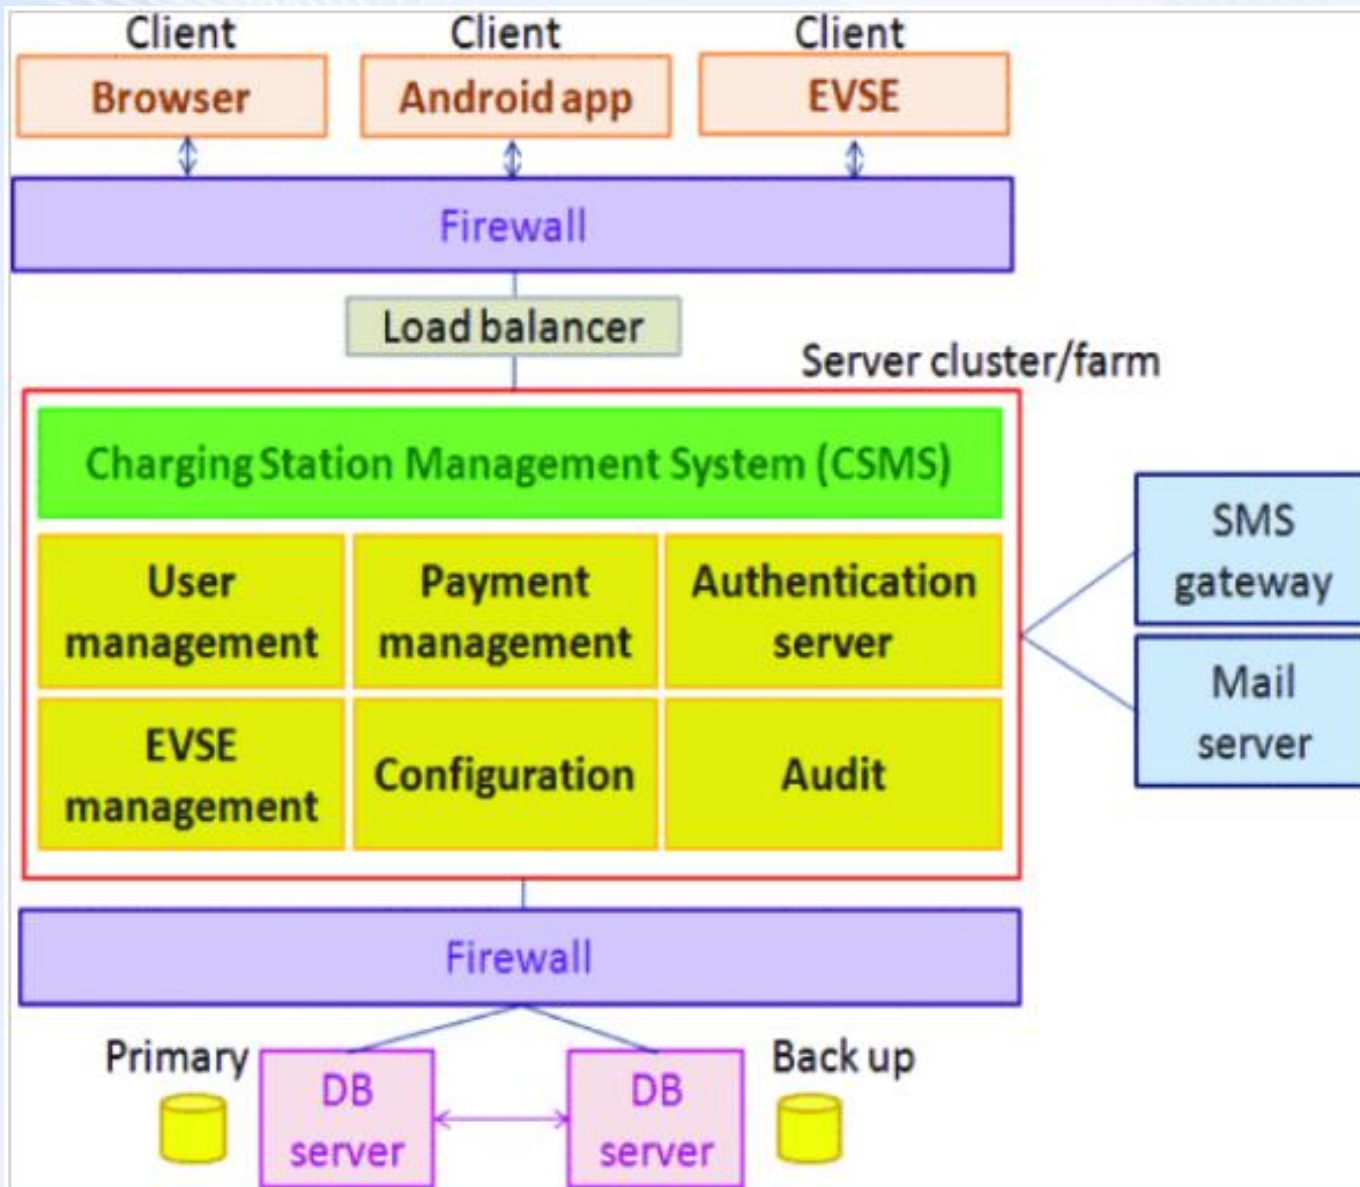 Client
Client
Client
Browser
Android app
EVSE
Firewall
Load balancer
Server cluster/farm
Charging Station Management System (CSMS)
User
management
Payment
management
Authentication
server
SMS
gateway
EVSE
management
Configuration
Audit
Mail
server
Firewall
Primary
DB
server
DB
server
Back up